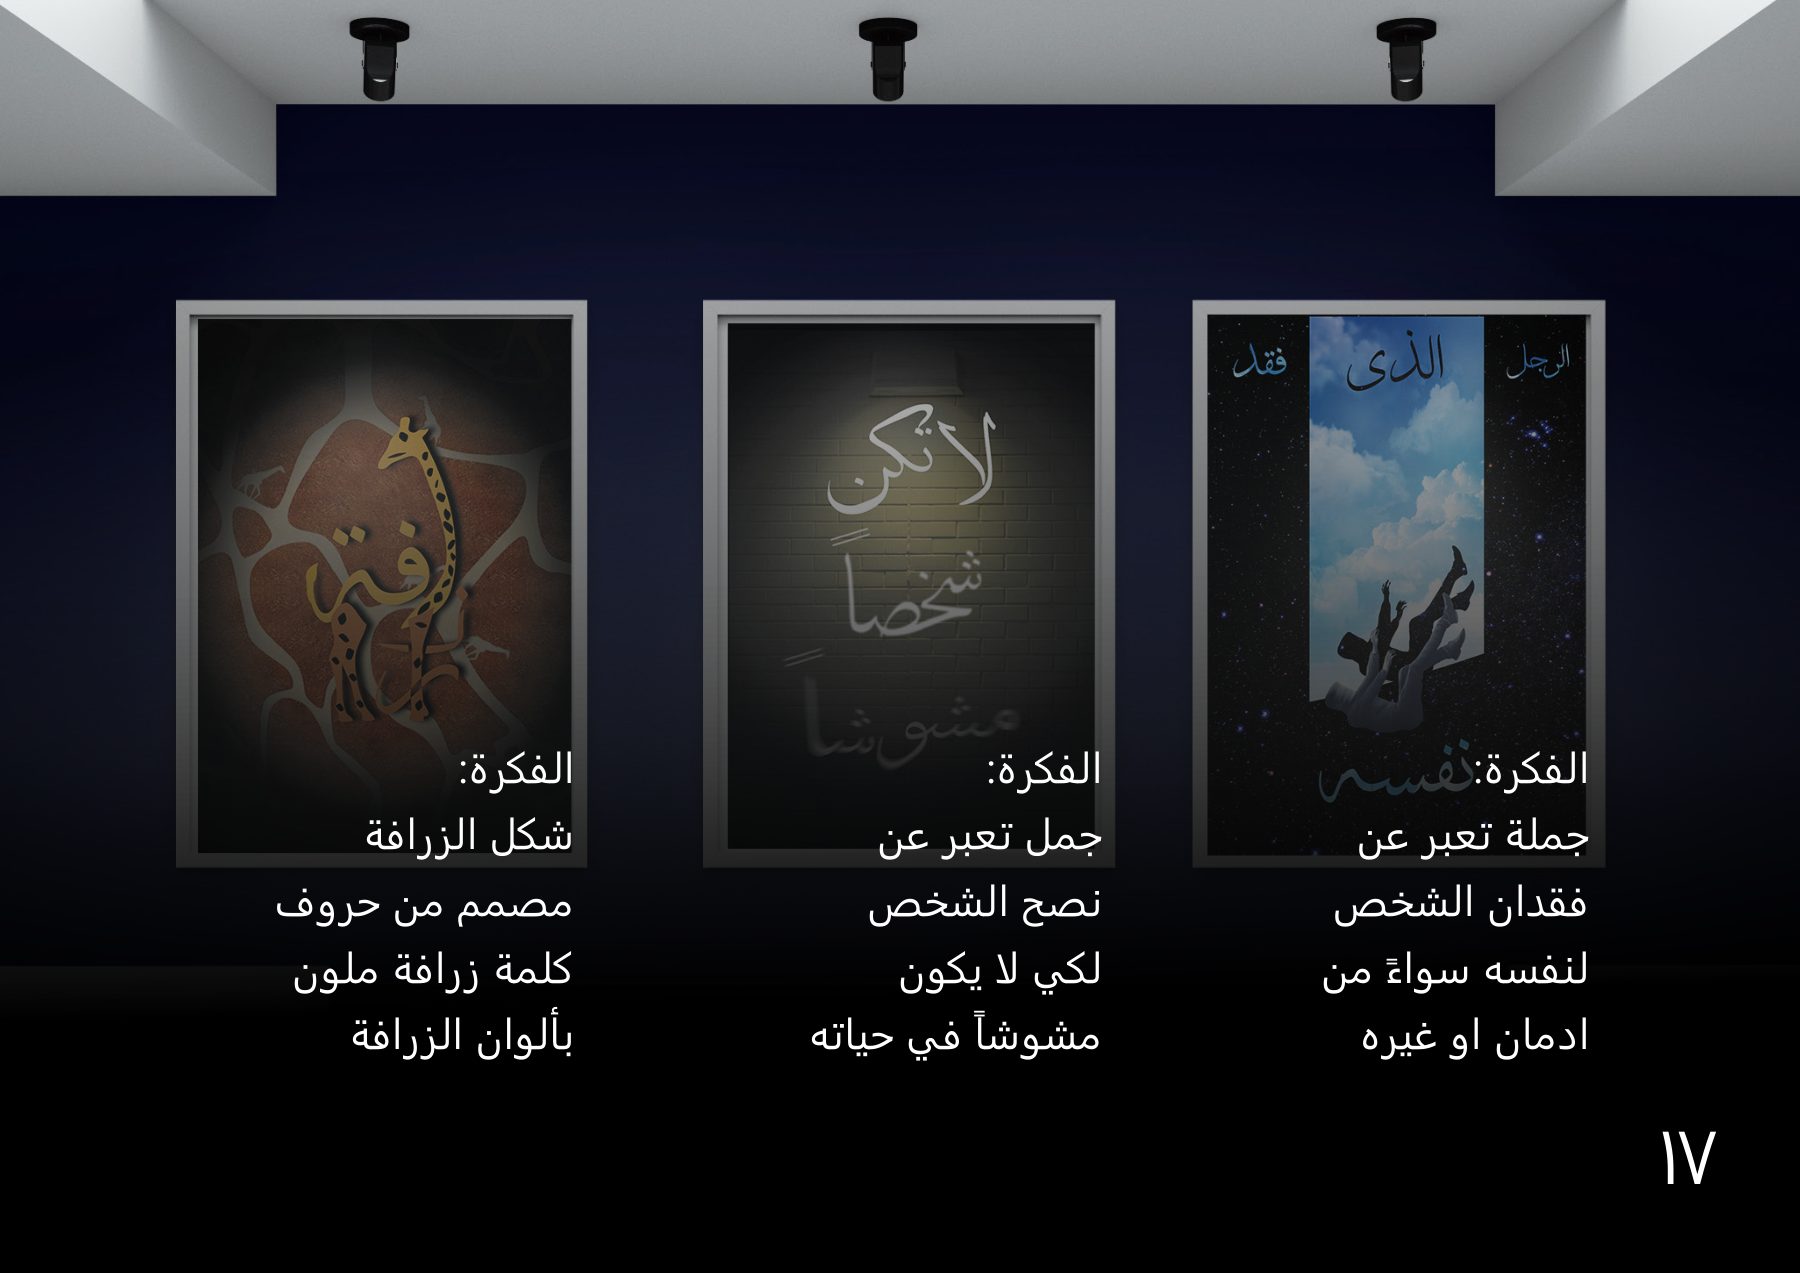 الرجل الذى فقد
نفسه
الفكرة:
جملة تعبر عن
فقدان الشخص
لنفسه سواءً من
ادمان او غيره
لا تكن
شخصاً
مشوشاً
الفكرة:
جمل تعبر عن
نصح الشخص
لكي لا يكون
مشوشاً في حياته
زرافة
الفكرة:
شكل الزرافة
مصمم من حروف
كلمة زرافة ملون
بألوان الزرافة
١٧